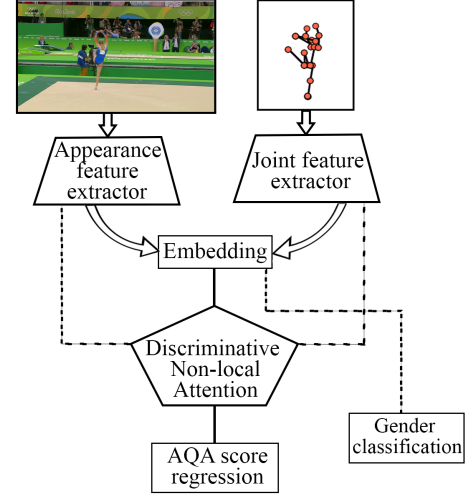 Appearance
feature
extractor
Joint feature
extractor
Embedding
Discriminative
Non-local
Attention
Gender
classification
AQA score
regression